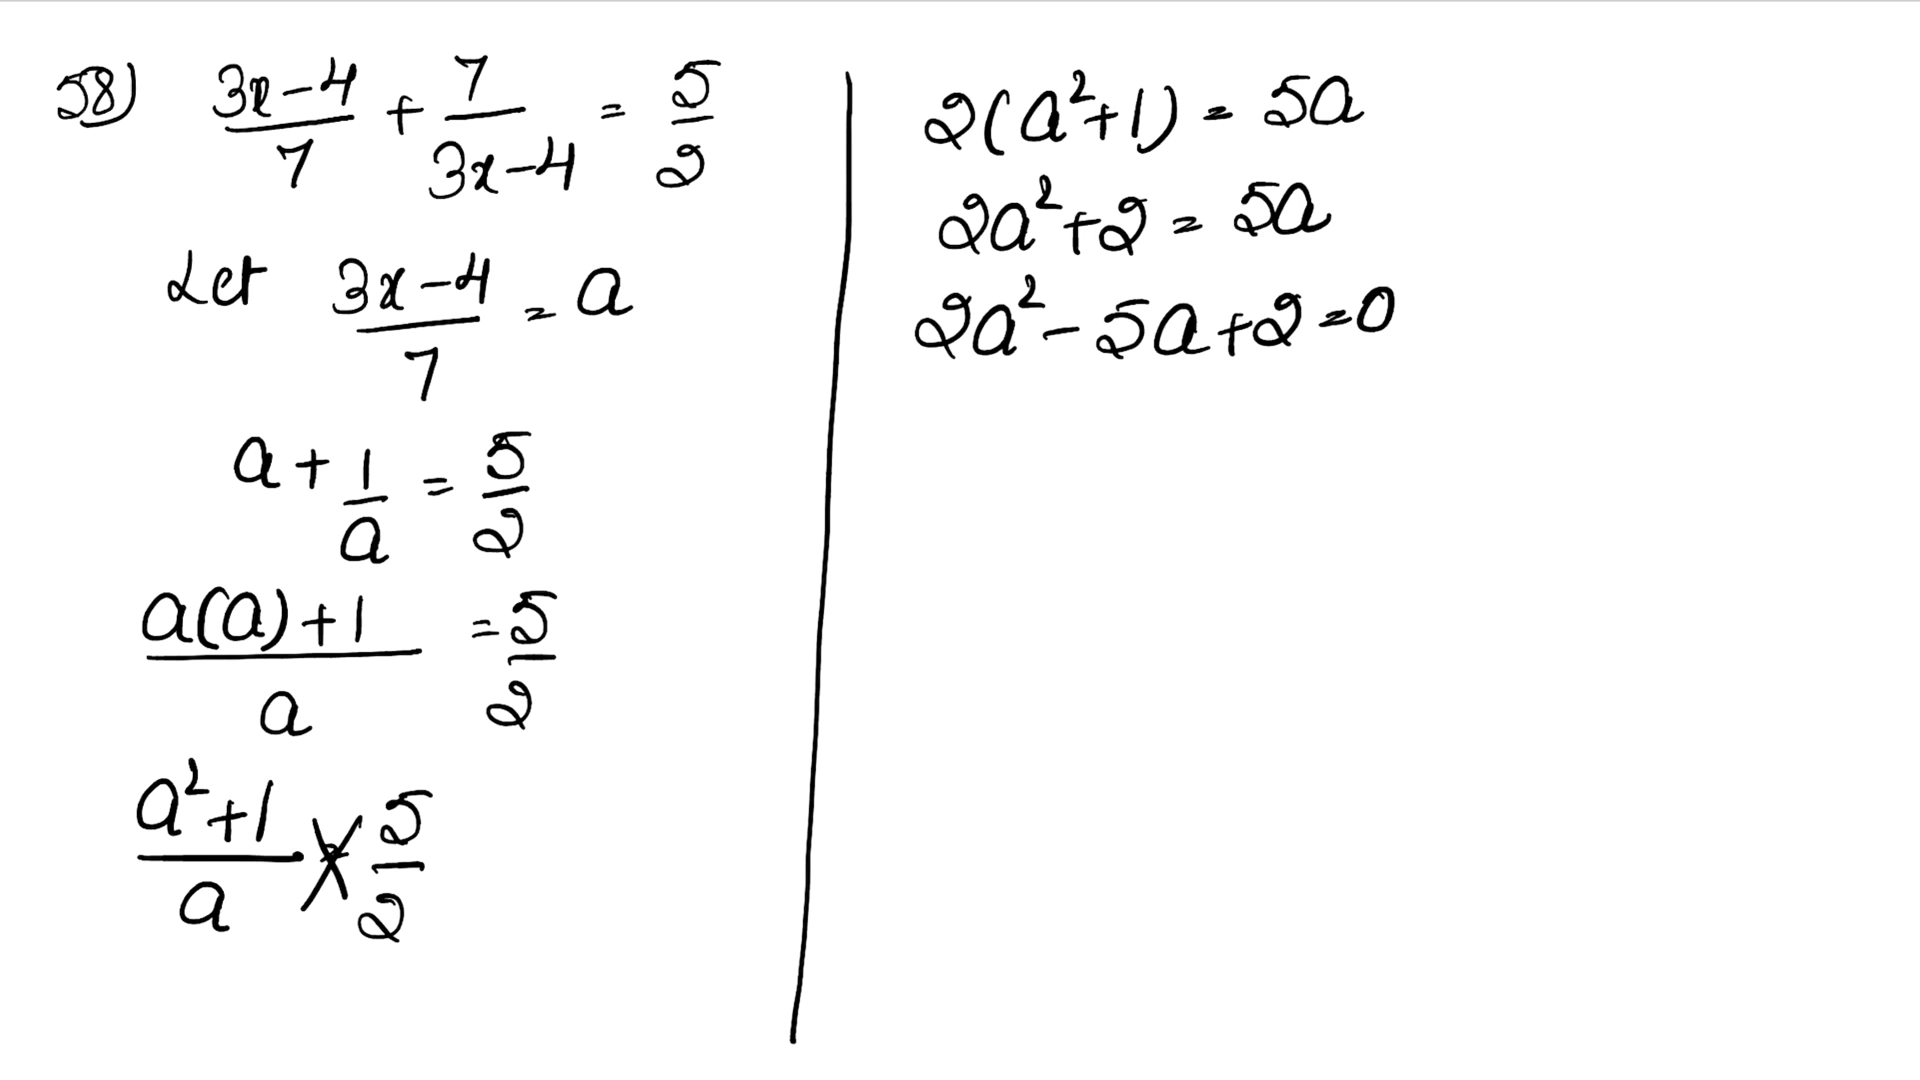 58) (3x-4)/7 + 7/(3x-4) = 5/2
Let (3x-4)/7 = a
a + 1/a = 5/2
(a(a)+1)/a = 5/2
(a²+1)/a × 5/2
2(a²+1) = 5a
2a²+2 = 5a
2a²-5a+2=0